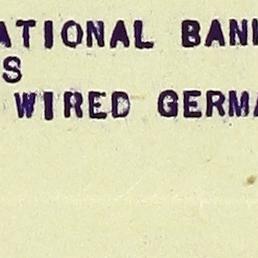 ATIONAL BAN
S
WIRED GERMA